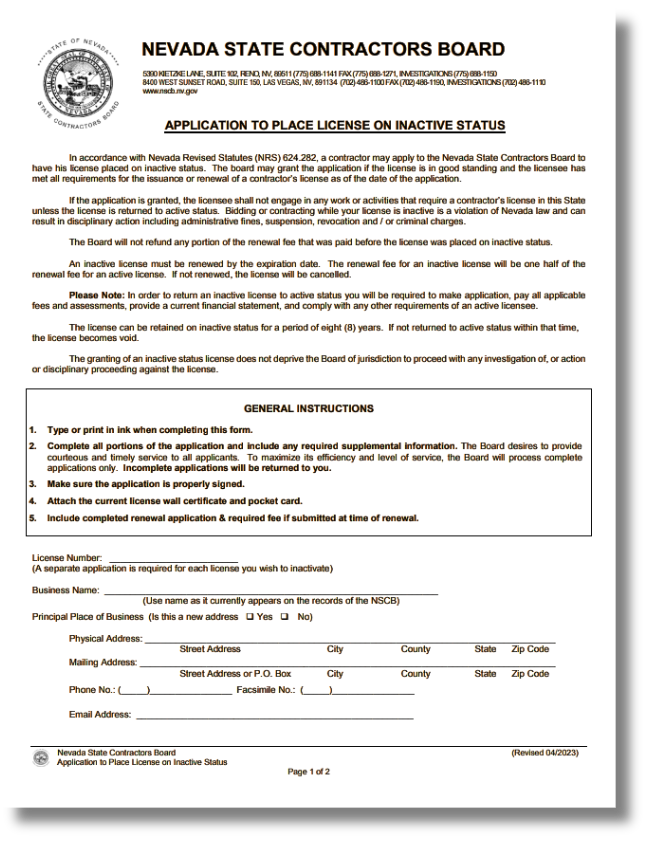 STATE OF NEVADA
STATE CONTRACTORS BOARD
NEVADA STATE CONTRACTORS BOARD
5390 KIETZKE LANE, SUITE 102, RENO, NV, 89511 (775) 688-1141 FAX (775) 688-1271, INVESTIGATIONS (775) 688-1150
8400 WEST SUNSET ROAD, SUITE 150, LAS VEGAS, NV, 89113 4 (702) 486-1100 FAX (702) 486-1190, INVESTIGATIONS (702) 486-1110
www.nscb.nv.gov
APPLICATION TO PLACE LICENSE ON INACTIVE STATUS
In accordance with Nevada Revised Statutes (NRS) 624.282, a contractor may apply to the Nevada State Contractors Board to
have his license placed on inactive status. The board may grant the application if the license is in good standing and the licensee has
met all requirements for the issuance or renewal of a contractor's license as of the date of the application.
If the application is granted, the licensee shall not engage in any work or activities that require a contractor's license in this State
unless the license is returned to active status. Bidding or contracting while your license is inactive is a violation of Nevada law and can
result in disciplinary action including administrative fines, suspension, revocation and / or criminal charges.
The Board will not refund any portion of the renewal fee that was paid before the license was placed on inactive status.
An inactive license must be renewed by the expiration date. The renewal fee for an inactive license will be one half of the
renewal fee for an active license. If not renewed, the license will be cancelled.
Please Note: In order to return an inactive license to active status you will be required to make application, pay all applicable
fees and assessments, provide a current financial statement, and comply with any other requirements of an active licensee.
The license can be retained on inactive status for a period of eight (8) years. If not returned to active status within that time,
the license becomes void.
The granting of an inactive status license does not deprive the Board of jurisdiction to proceed with any investigation of, or action
or disciplinary proceeding against the license.
GENERAL INSTRUCTIONS
1. Type or print in ink when completing this form.
2. Complete all portions of the application and include any required supplemental information. The Board desires to provide
courteous and timely service to all applicants. To maximize its efficiency and level of service, the Board will process complete
applications only. Incomplete applications will be returned to you.
3. Make sure the application is properly signed.
4. Attach the current license wall certificate and pocket card.
5. Include completed renewal application & required fee if submitted at time of renewal.
License Number:
(A separate application is required for each license you wish to inactivate)
Business Name:
(Use name as it currently appears on the records of the NSCB)
Principal Place of Business (Is this a new address ❑ Yes ❑ No)
Physical Address:
Street Address City County State Zip Code
Mailing Address:
Street Address or P.O. Box City County State Zip Code
Phone No.: (_____)__________________ Facsimile No.: (_____)_______________
Email Address:
Nevada State Contractors Board (Revised 04/2023)
Application to Place License on Inactive Status
Page 1 of 2